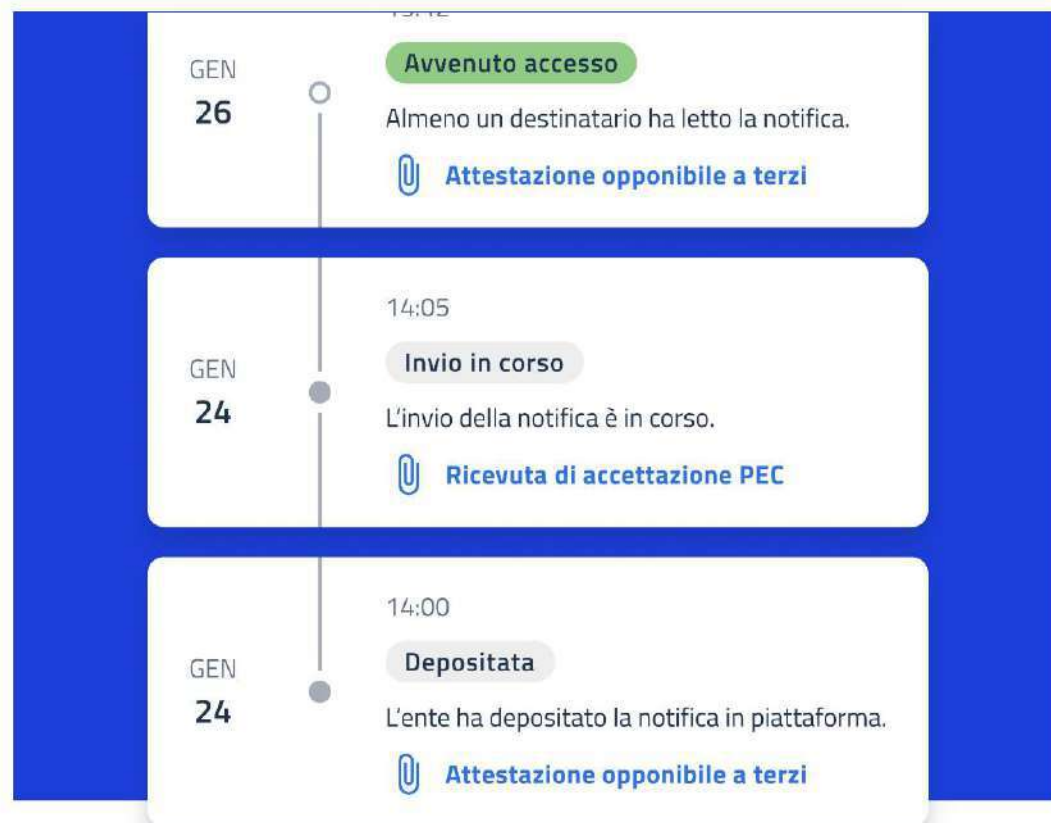 Avvenuto accesso
GEN
26
Almeno un destinatario ha letto la notifica.
Attestazione opponibile a terzi
14:05
Invio in corso
GEN
24
L'invio della notifica è in corso.
Ricevuta di accettazione PEC
14:00
Depositata
GEN
24
L'ente ha depositato la notifica in piattaforma.
Attestazione opponibile a terzi